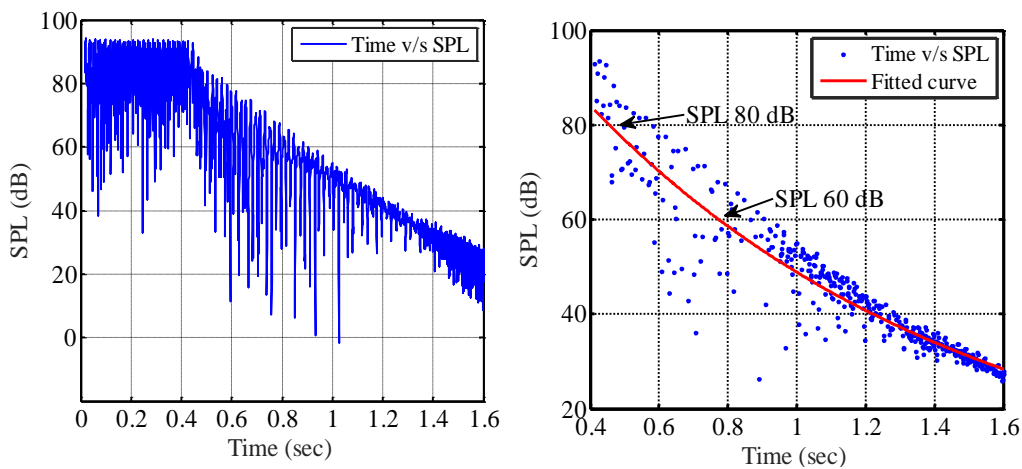 100
80
60
40
20
0
SPL (dB)
Time v/s SPL
0 0.2 0.4 0.6 0.8 1.0 1.2 1.4 1.6
Time (sec)
100
80
60
40
20
SPL (dB)
Time v/s SPL
Fitted curve
SPL 80 dB
SPL 60 dB
0.4 0.6 0.8 1 1.2 1.4 1.6
Time (sec)